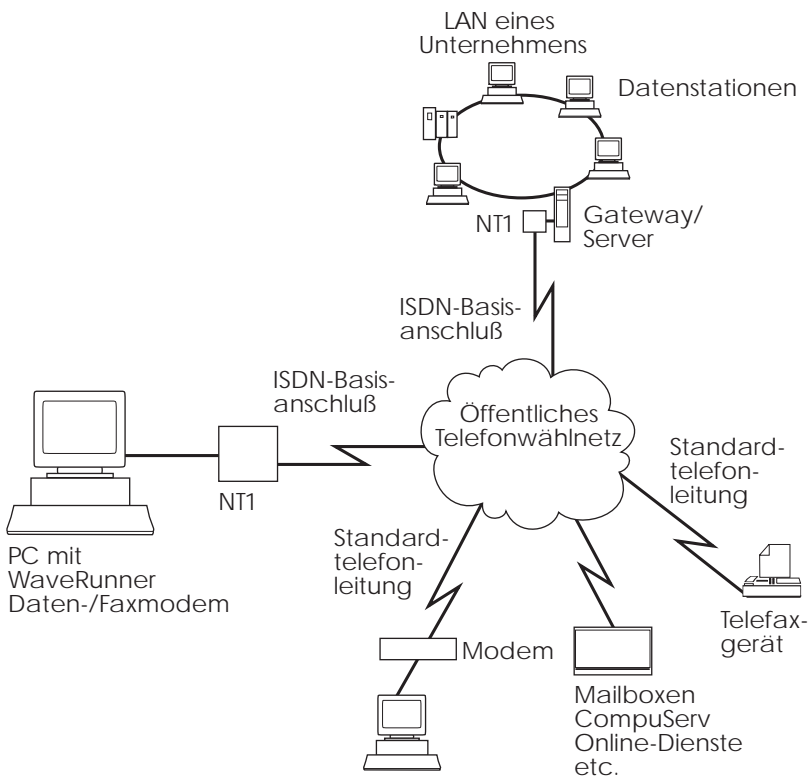 LAN eines
Unternehmens
Datenstationen
NT1
Gateway/
Server
ISDN-Basis-
anschluß
ISDN-Basis-
anschluß
Öffentliches
Telefonwählnetz
Standard-
telefon-
leitung
NT1
PC mit
WaveRunner
Daten-/Faxmodem
Standard-
telefon-
leitung
Telefax-
gerät
Modem
Mailboxen
CompuServ
Online-Dienste
etc.